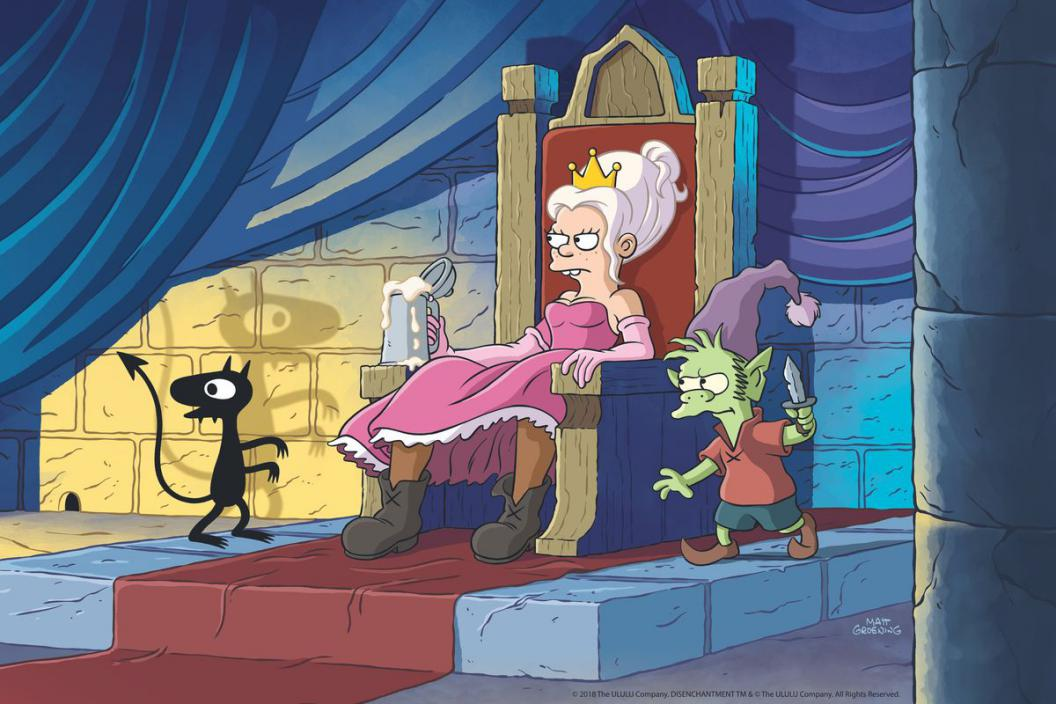 MATT
GROENING
© 2018 The ULULU Company. DISENCHANTMENT TM & © The ULULU Company. All Rights Reserved.